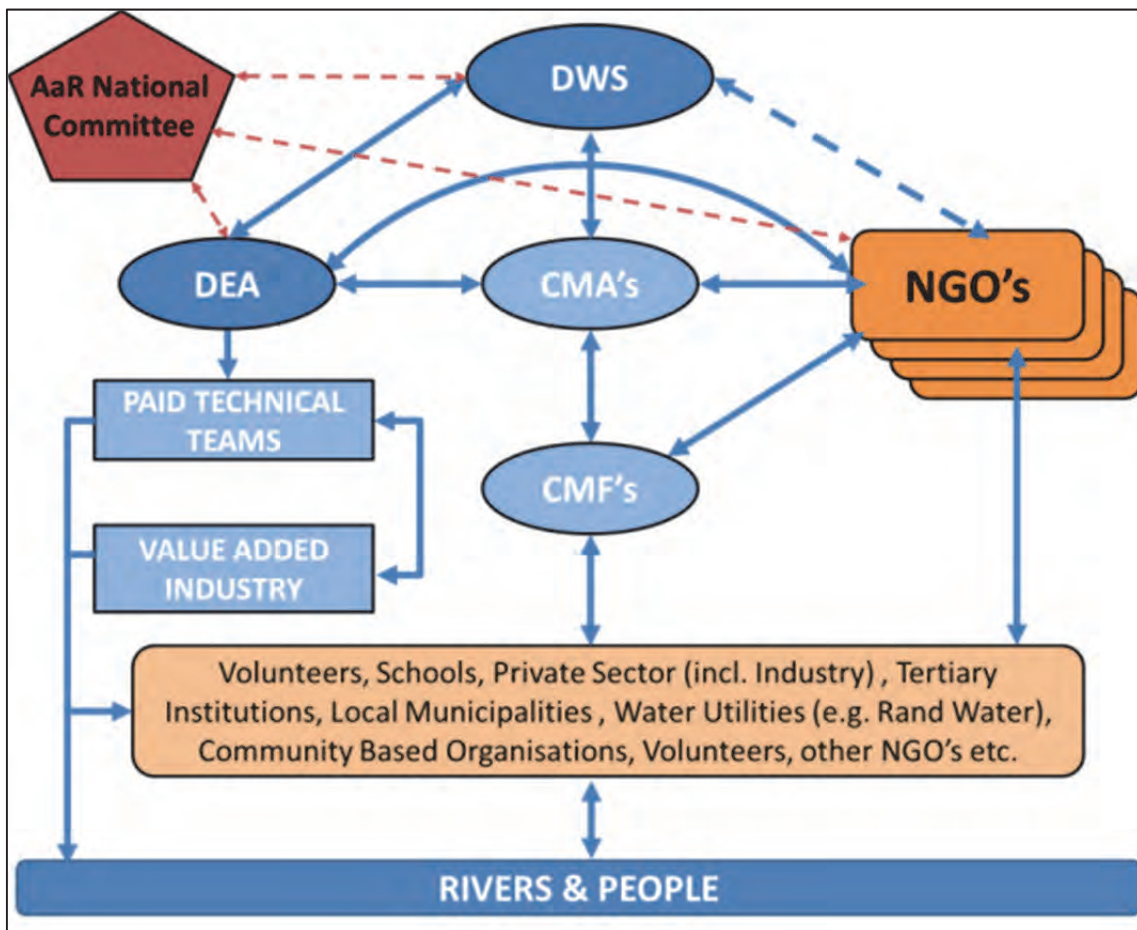 AaR National
Committee
DWS
DEA
CMA's
NGO's
PAID TECHNICAL
TEAMS
CMF's
VALUE ADDED
INDUSTRY
Volunteers, Schools, Private Sector (incl. Industry) , Tertiary
Institutions, Local Municipalities , Water Utilities (e.g. Rand Water),
Community Based Organisations, Volunteers, other NGO's etc.
RIVERS & PEOPLE